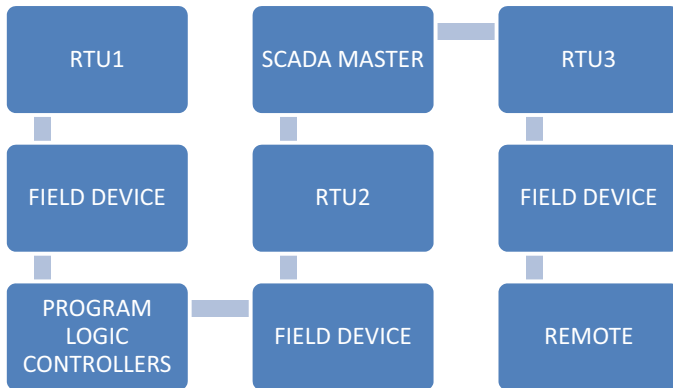 RTU1
SCADA MASTER
RTU3
FIELD DEVICE
RTU2
FIELD DEVICE
PROGRAM
LOGIC
CONTROLLERS
FIELD DEVICE
REMOTE